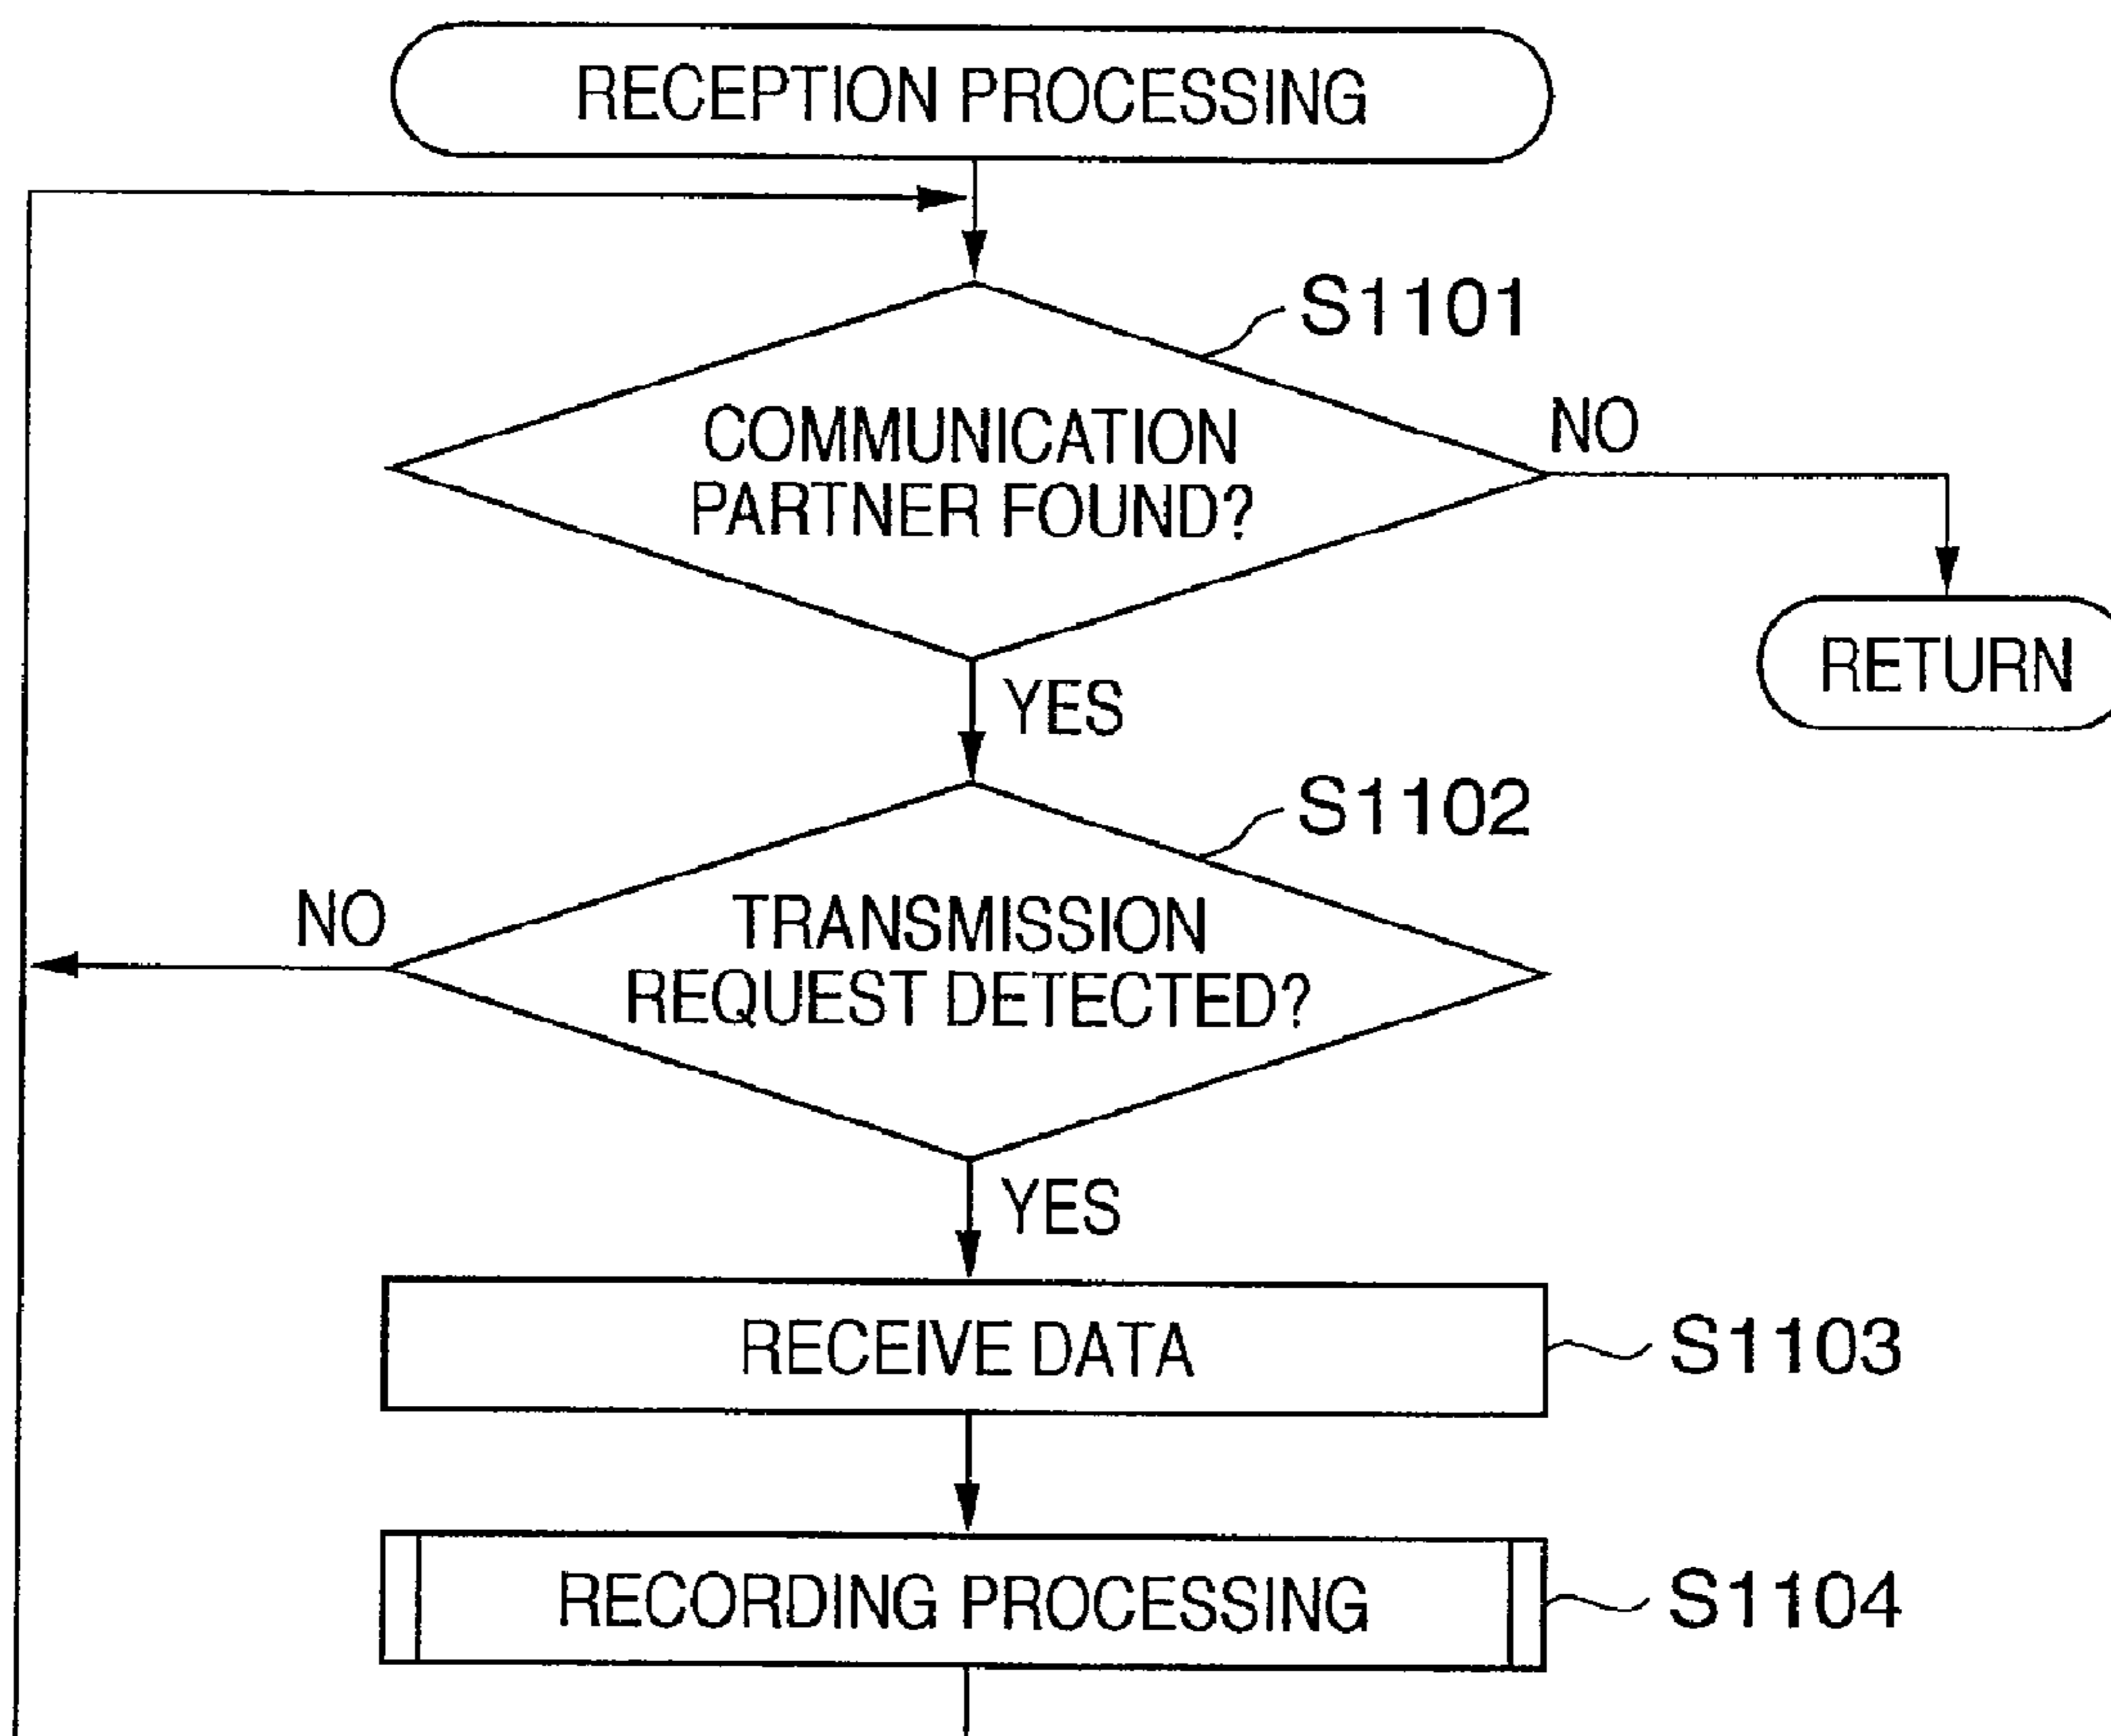 RECEPTION PROCESSING
S1101
COMMUNICATION
PARTNER FOUND?
NO
RETURN
YES
S1102
TRANSMISSION
REQUEST DETECTED?
NO
YES
RECEIVE DATA
S1103
RECORDING PROCESSING
S1104